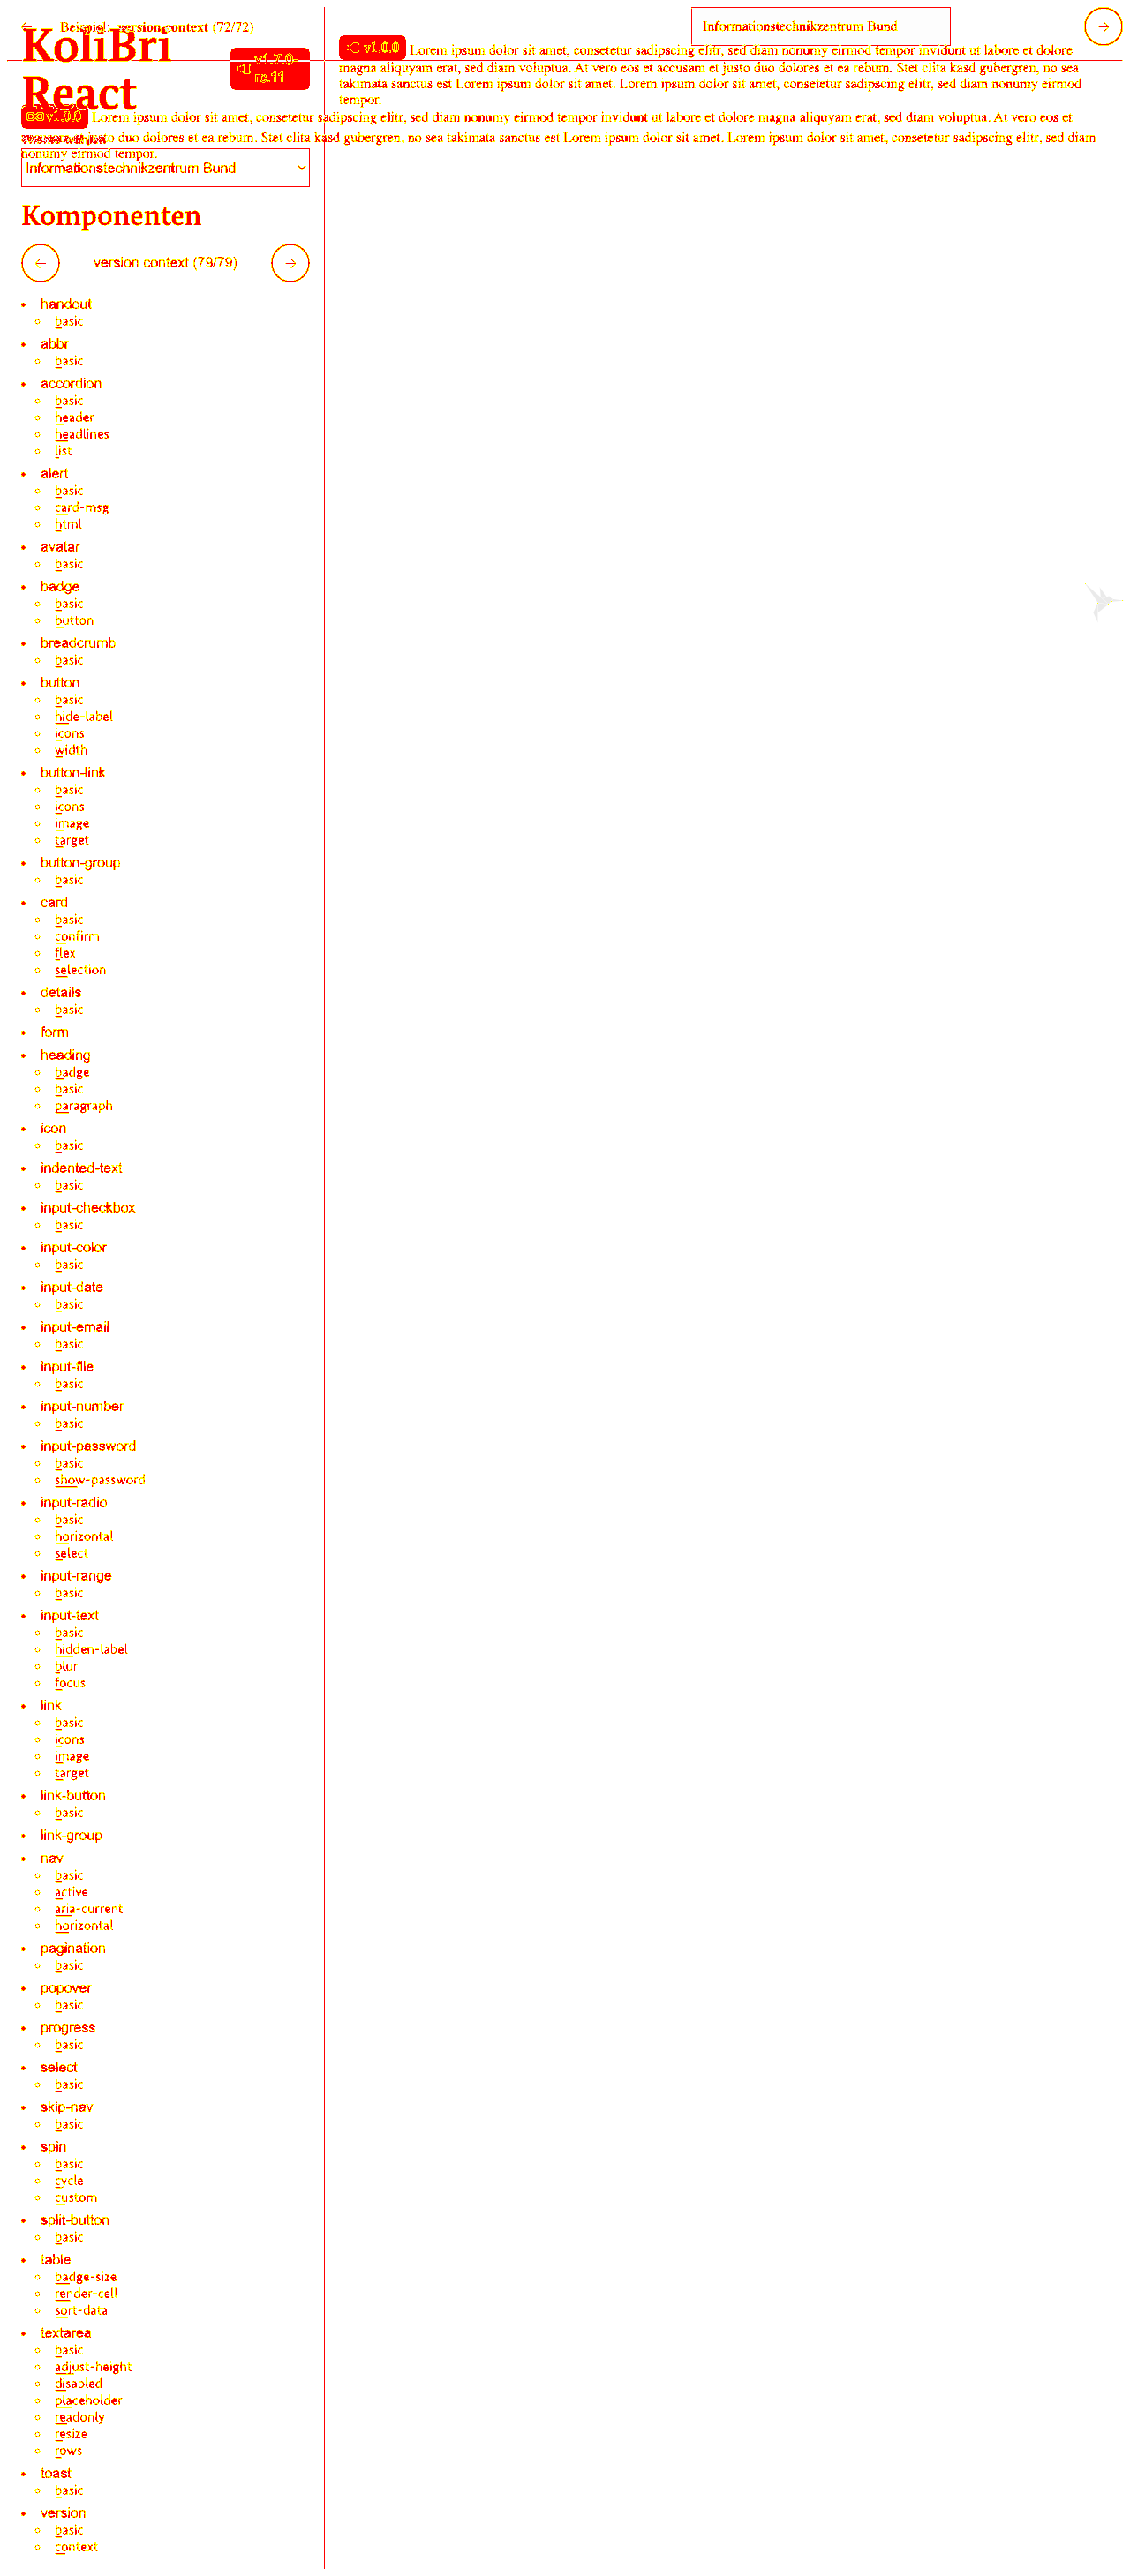 Beispiel: version context (72/72)
Informationstechnikzentrum Bund
KoliBri
React
v1.7.0-
rc.11
v1.0.0 Lorem ipsum dolor sit amet, consetetur sadipscing elitr, sed diam nonumy eirmod tempor invidunt ut labore et dolore
magna aliquyam erat, sed diam voluptua. At vero eos et accusam et justo duo dolores et ea rebum. Stet clita kasd gubergren, no sea
takimata sanctus est Lorem ipsum dolor sit amet. Lorem ipsum dolor sit amet, consetetur sadipscing elitr, sed diam nonumy eirmod
tempor.
v1.0.0 Lorem ipsum dolor sit amet, consetetur sadipscing elitr, sed diam nonumy eirmod tempor invidunt ut labore et dolore magna aliquyam erat, sed diam voluptua. At vero eos et
justo duo dolores et ea rebum. Stet clita kasd gubergren, no sea takimata sanctus est Lorem ipsum dolor sit amet. Lorem ipsum dolor sit amet, consetetur sadipscing elitr, sed diam
nonumy eirmod tempor.
Informationstechnikzentrum Bund
Komponenten
version context (79/79)
handout
basic
abbr
basic
accordion
basic
header
headlines
list
alert
basic
card-msg
html
avatar
basic
badge
basic
button
breadcrumb
basic
button
basic
hide-label
icons
width
button-link
basic
icons
image
target
button-group
basic
card
basic
confirm
flex
selection
details
basic
form
heading
badge
basic
paragraph
icon
basic
indented-text
basic
input-checkbox
basic
input-color
basic
input-date
basic
input-email
basic
input-file
basic
input-number
basic
input-password
basic
show-password
input-radio
basic
horizontal
select
input-range
basic
input-text
basic
hidden-label
blur
focus
link
basic
icons
image
target
link-button
basic
link-group
nav
basic
active
aria-current
horizontal
pagination
basic
popover
basic
progress
basic
select
basic
skip-nav
basic
spin
basic
cycle
custom
split-button
basic
table
badge-size
render-cell
sort-data
textarea
basic
adjust-height
disabled
placeholder
readonly
resize
rows
toast
basic
version
basic
context